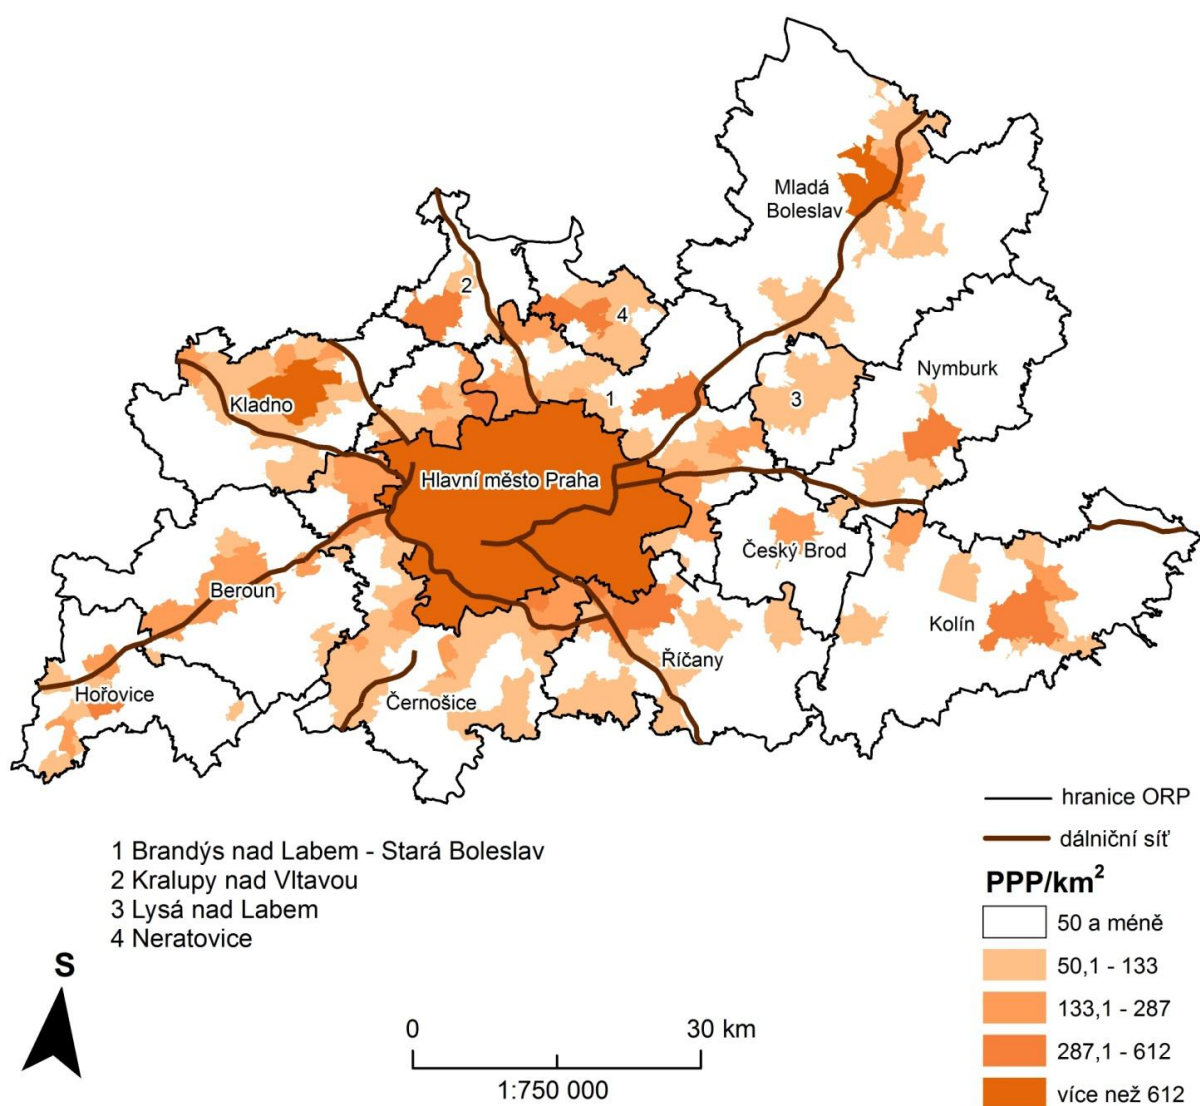 Mladá
Boleslav
2
4
Nymburk
Kladno
1
3
Hlavní město Praha
Český Brod
Beroun
Kolín
Říčany
Hořovice
Černošice
hranice ORP
dálniční síť
PPP/km²
50 a méně
50,1 - 133
133,1 - 287
287,1 - 612
více než 612
1 Brandýs nad Labem - Stará Boleslav
2 Kralupy nad Vltavou
3 Lysá nad Labem
4 Neratovice
S
0 30 km
1:750 000